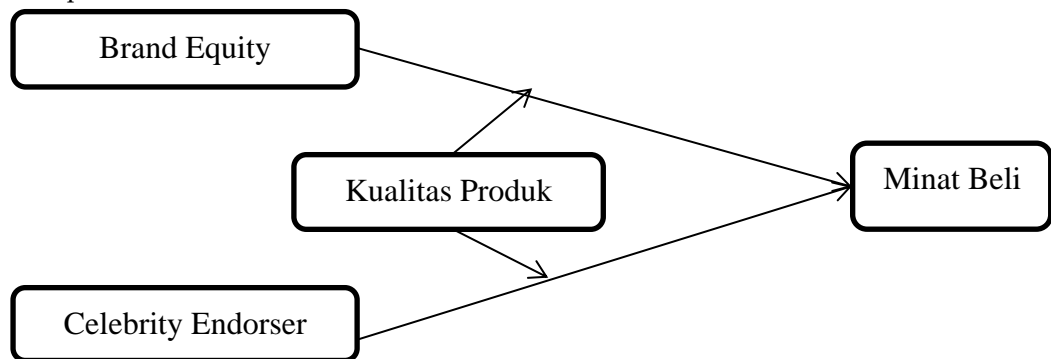 Brand Equity
Kualitas Produk
Minat Beli
Celebrity Endorser